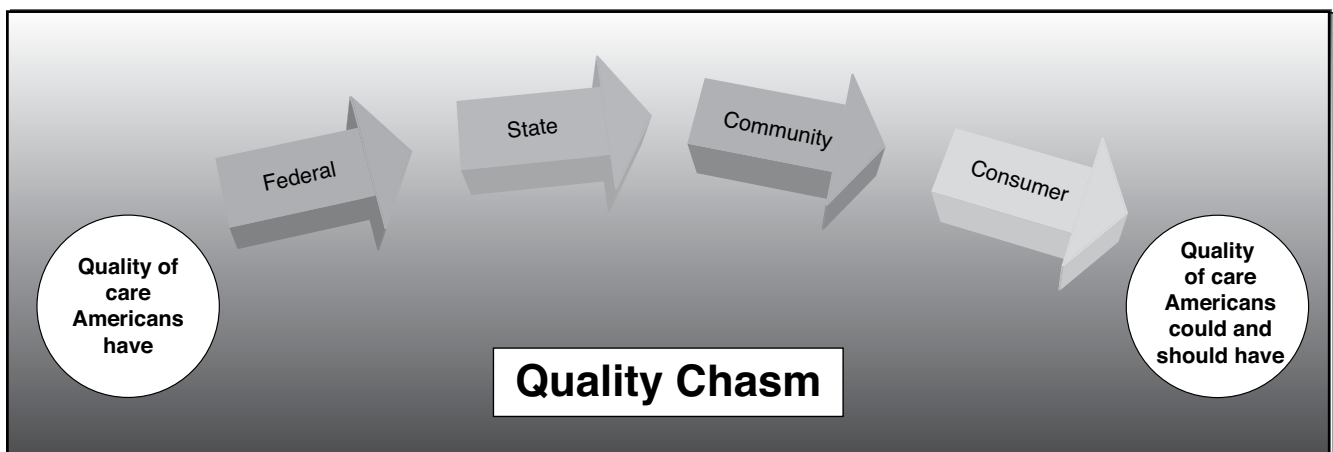 Quality of
care
Americans
have
Federal
State
Community
Consumer
Quality
of care
Americans
could and
should have
Quality Chasm